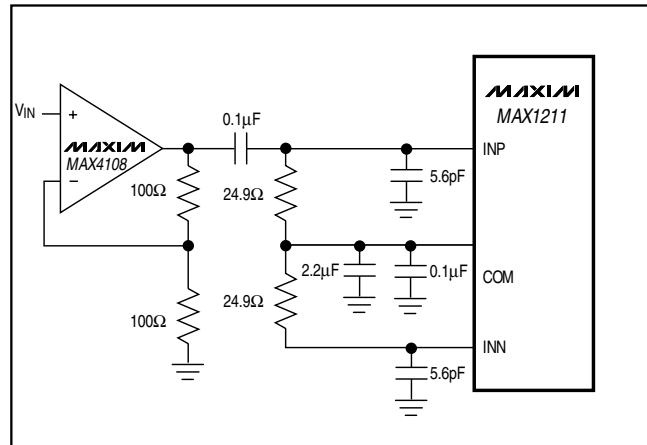 MAXIM
MAX1211
VIN
+
MAXIM
MAX4108
−
0.1µF
INP
5.6pF
100Ω
24.9Ω
2.2µF
0.1µF
COM
100Ω
24.9Ω
INN
5.6pF